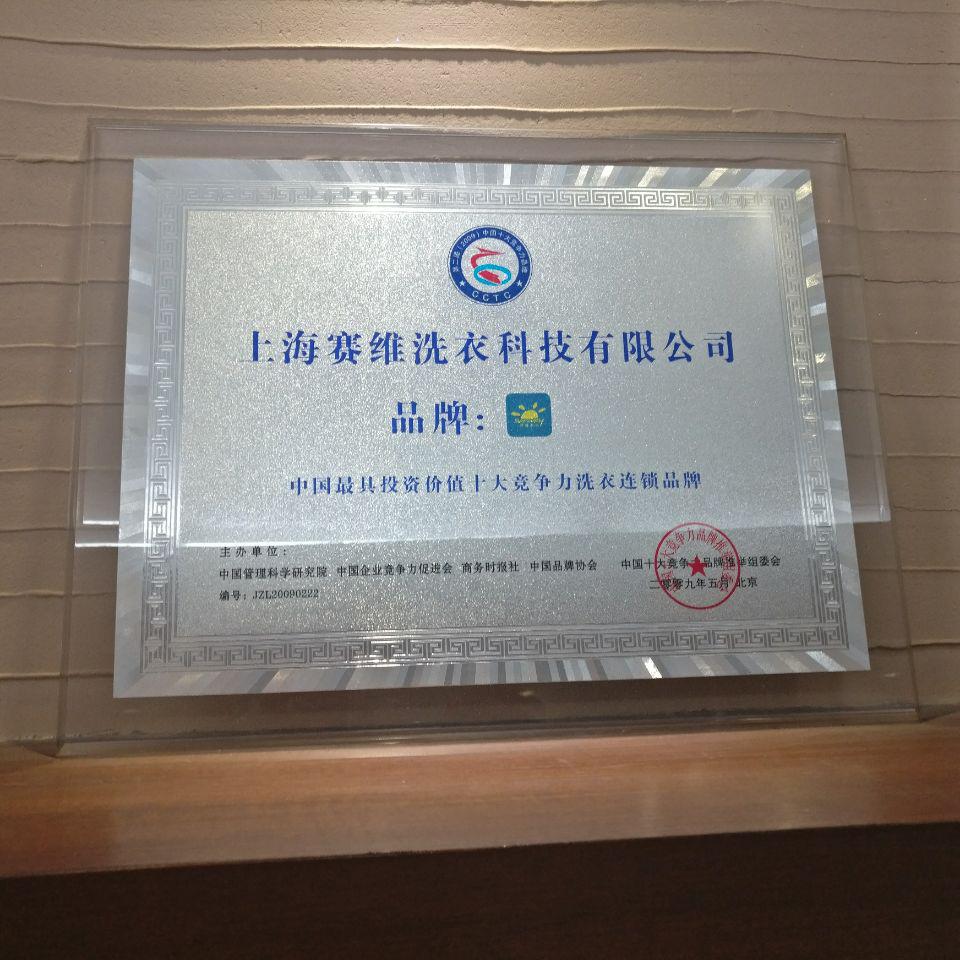 第二届（2009）中国十大竞争力品牌
CCTC
上海赛维洗衣科技有限公司
品牌：
中国最具投资价值十大竞争力洗衣连锁品牌
主办单位：
中国管理科学研究院 中国企业竞争力促进会 商务时报社 中国品牌协会 中国十大竞争力品牌推举组委会
编号：JZL20090222 二零零九年五月 北京